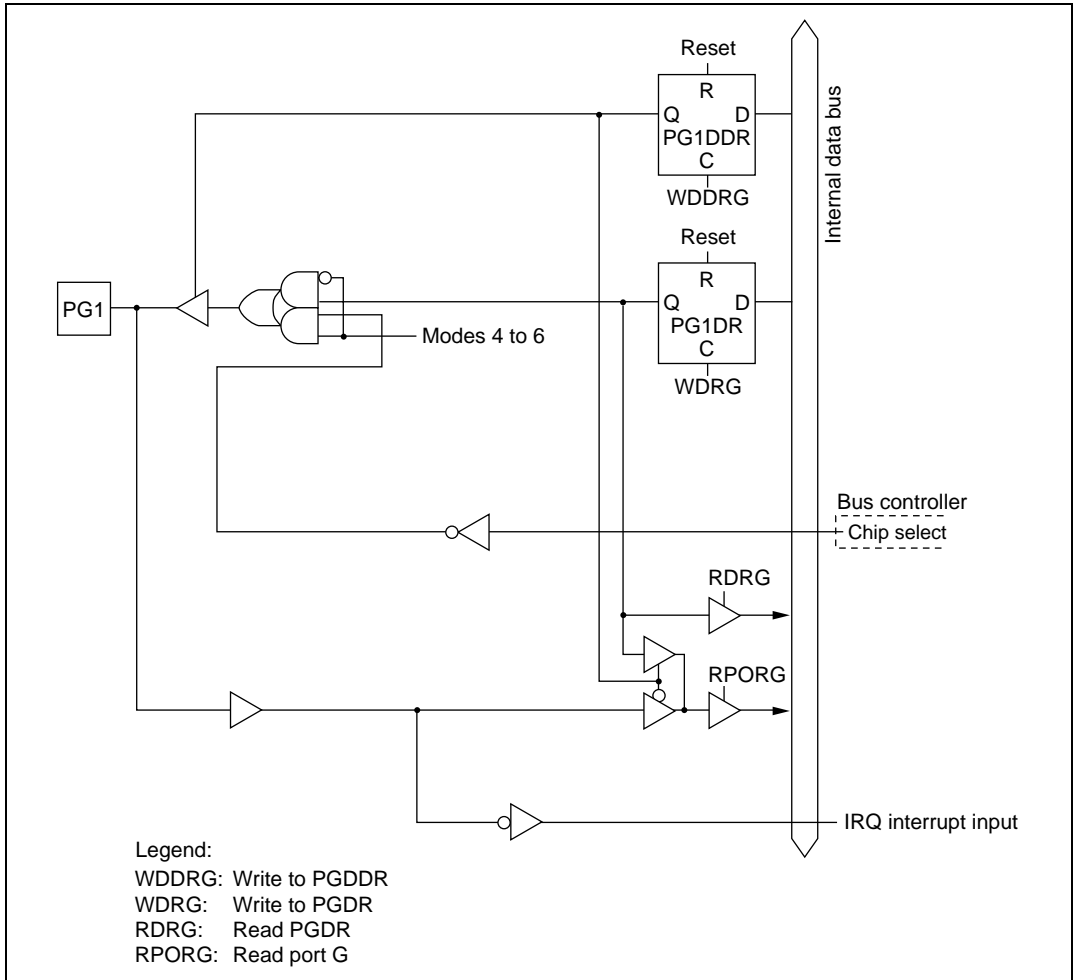 Reset
R
Q D
PG1DDR
C
WDDRG
Internal data bus
Reset
R
Q D
PG1DR
C
WDRG
PG1
Modes 4 to 6
Bus controller
Chip select
RDRG
RPORG
IRQ interrupt input
Legend:
WDDRG: Write to PGDDR
WDRG: Write to PGDR
RDRG: Read PGDR
RPORG: Read port G